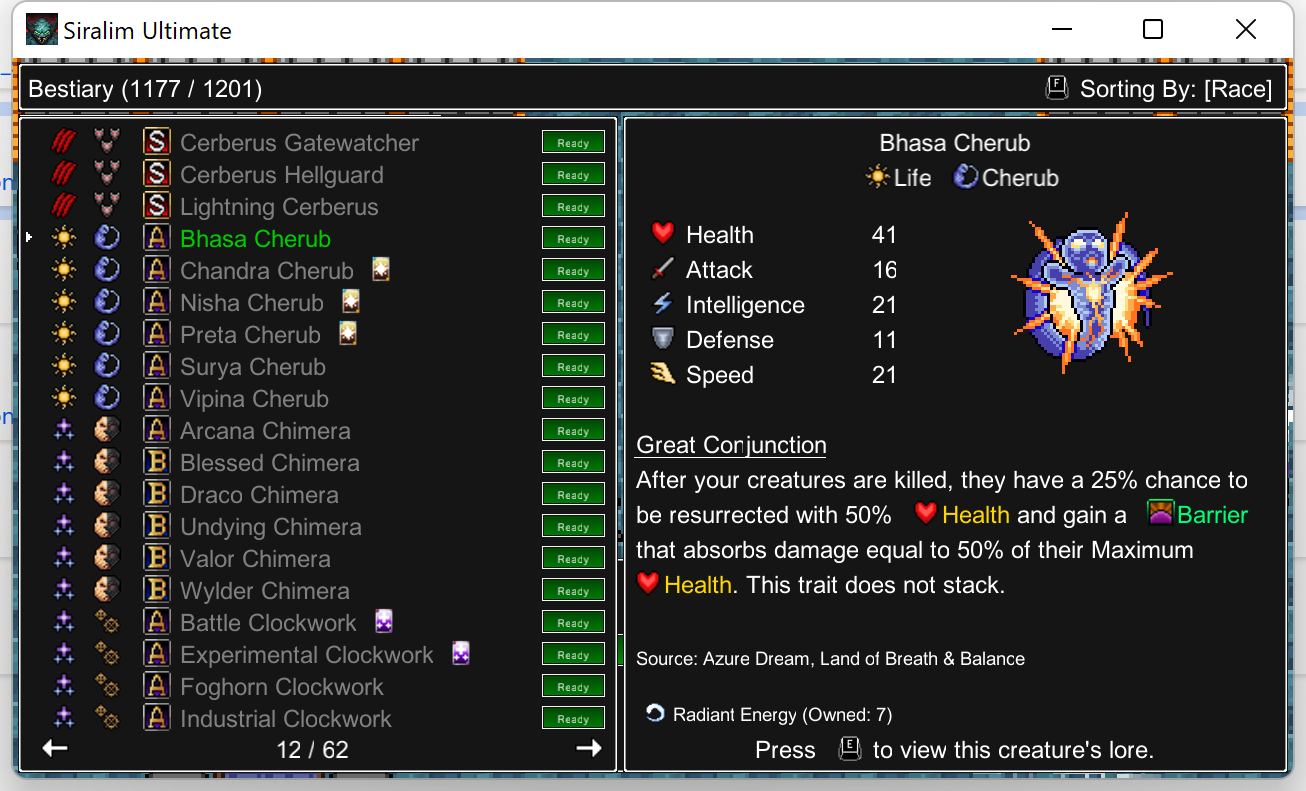 Siralim Ultimate
Bestiary (1177 / 1201)
F Sorting By: [Race]
S Cerberus Gatewatcher Ready
S Cerberus Hellguard Ready
S Lightning Cerberus Ready
A Bhasa Cherub Ready
A Chandra Cherub Ready
A Nisha Cherub Ready
A Preta Cherub Ready
A Surya Cherub Ready
A Vipina Cherub Ready
A Arcana Chimera Ready
B Blessed Chimera Ready
B Draco Chimera Ready
B Undying Chimera Ready
B Valor Chimera Ready
B Wylder Chimera Ready
A Battle Clockwork Ready
A Experimental Clockwork Ready
A Foghorn Clockwork Ready
A Industrial Clockwork Ready
12 / 62
Bhasa Cherub
Life Cherub
Health 41
Attack 16
Intelligence 21
Defense 11
Speed 21
Great Conjunction
After your creatures are killed, they have a 25% chance to
be resurrected with 50% Health and gain a Barrier
that absorbs damage equal to 50% of their Maximum
Health. This trait does not stack.
Source: Azure Dream, Land of Breath & Balance
Radiant Energy (Owned: 7)
Press E to view this creature's lore.